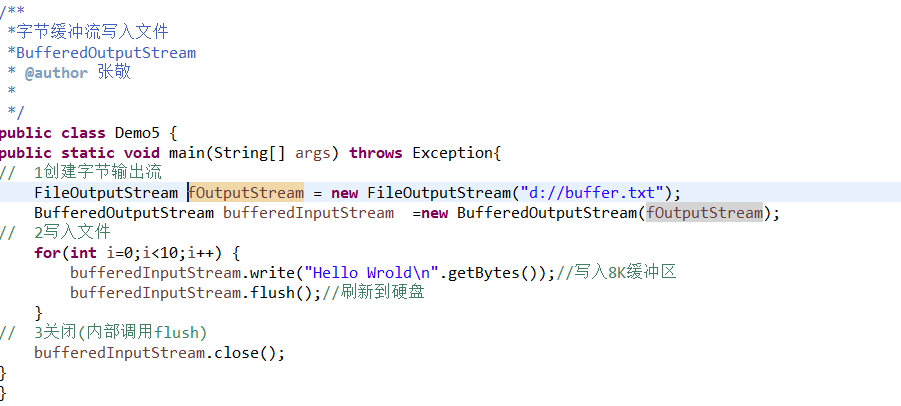 /**
 *字节缓冲流写入文件
 *BufferedOutputStream
 * @author 张敬
 *
 */
public class Demo5 {
public static void main(String[] args) throws Exception{
//  1创建字节输出流
    FileOutputStream fOutputStream = new FileOutputStream("d://buffer.txt");
    BufferedOutputStream bufferedInputStream  =new BufferedOutputStream(fOutputStream);
//  2写入文件
    for(int i=0;i<10;i++) {
        bufferedInputStream.write("Hello Wrold\n".getBytes());//写入8K缓冲区
        bufferedInputStream.flush();//刷新到硬盘
    }
//  3关闭(内部调用flush)
    bufferedInputStream.close();
}
}